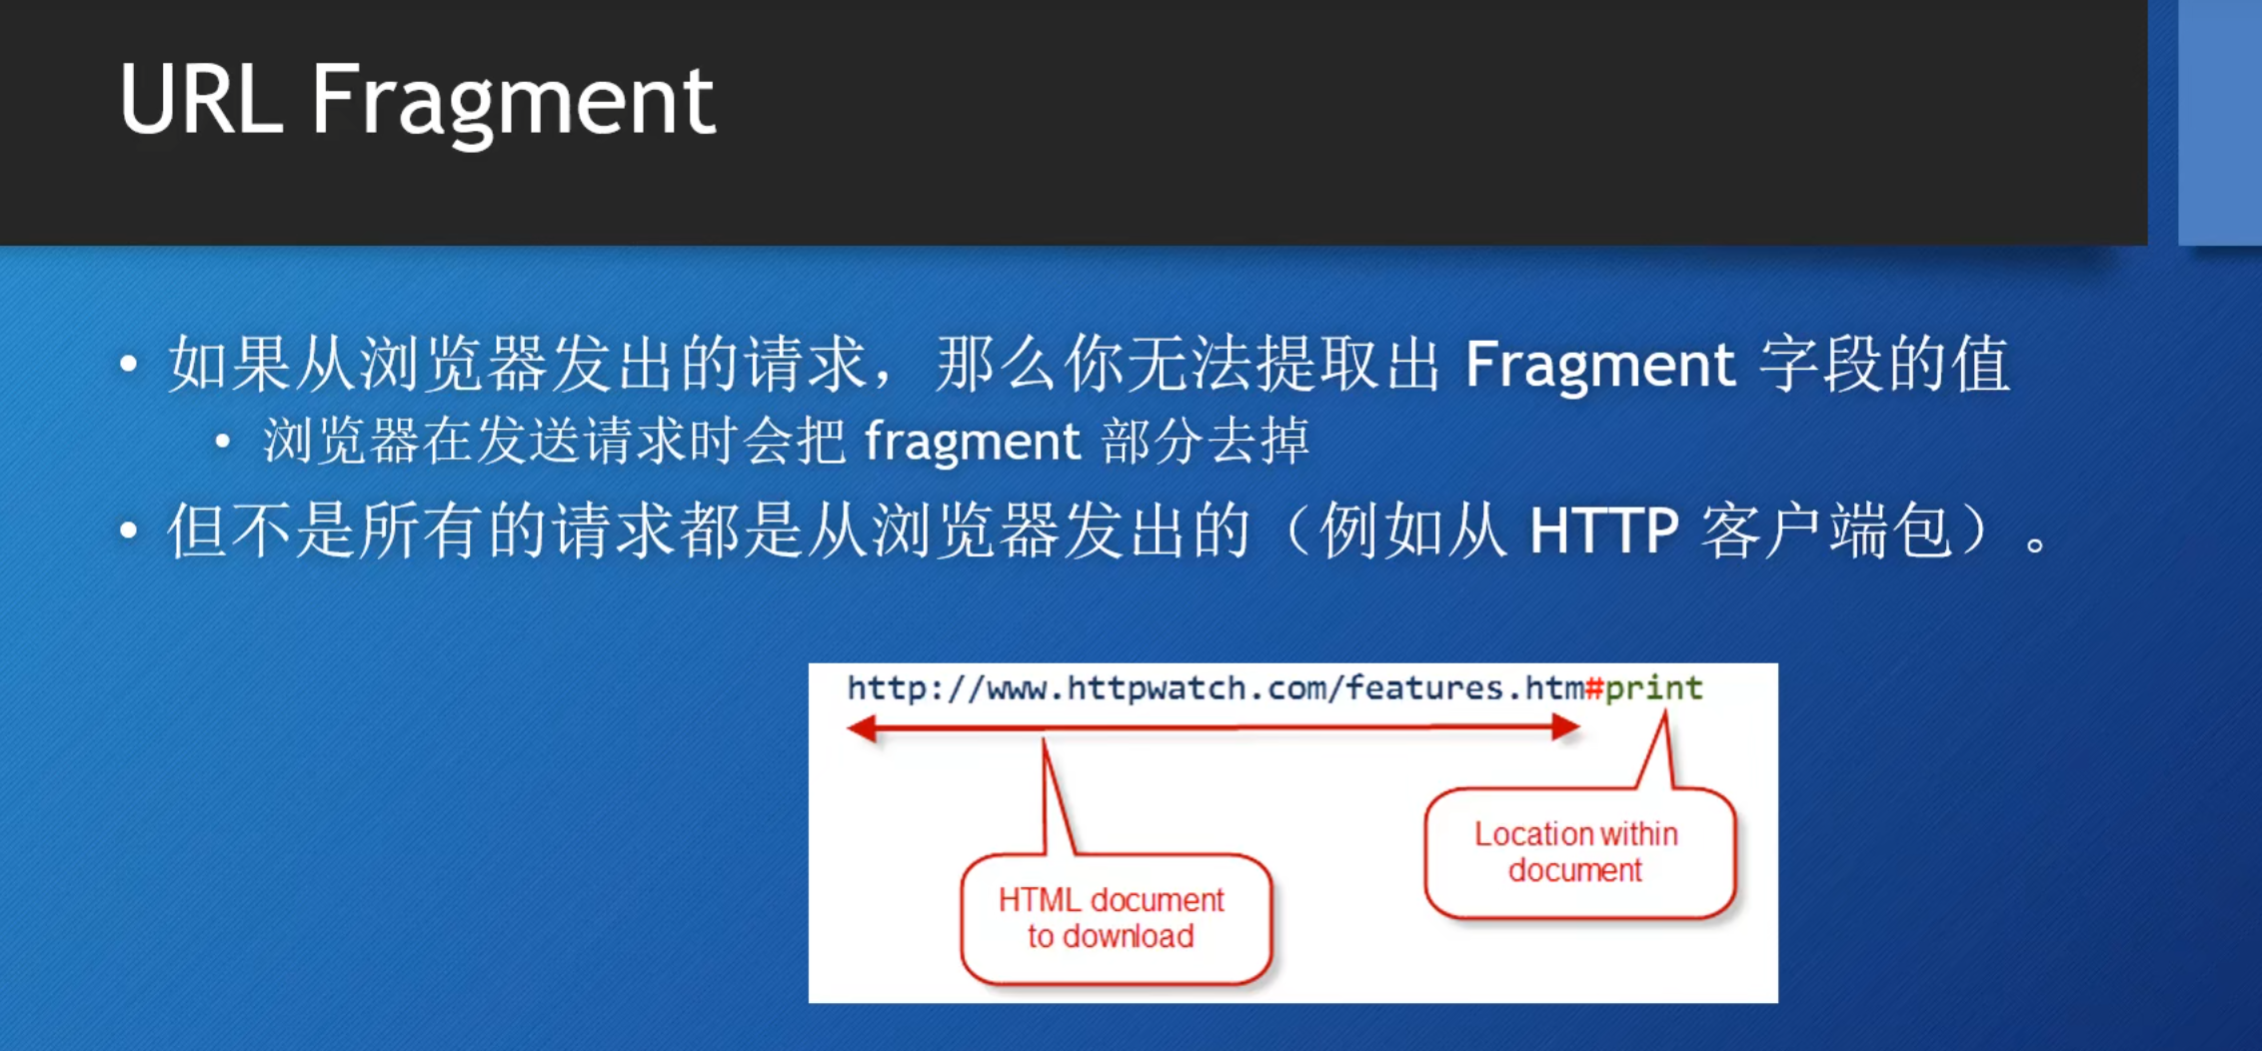 URL Fragment
• 如果从浏览器发出的请求，那么你无法提取出 Fragment 字段的值
• 浏览器在发送请求时会把 fragment 部分去掉
• 但不是所有的请求都是从浏览器发出的（例如从 HTTP 客户端包）。
http://www.httpwatch.com/features.htm#print
Location within
document
HTML document
to download